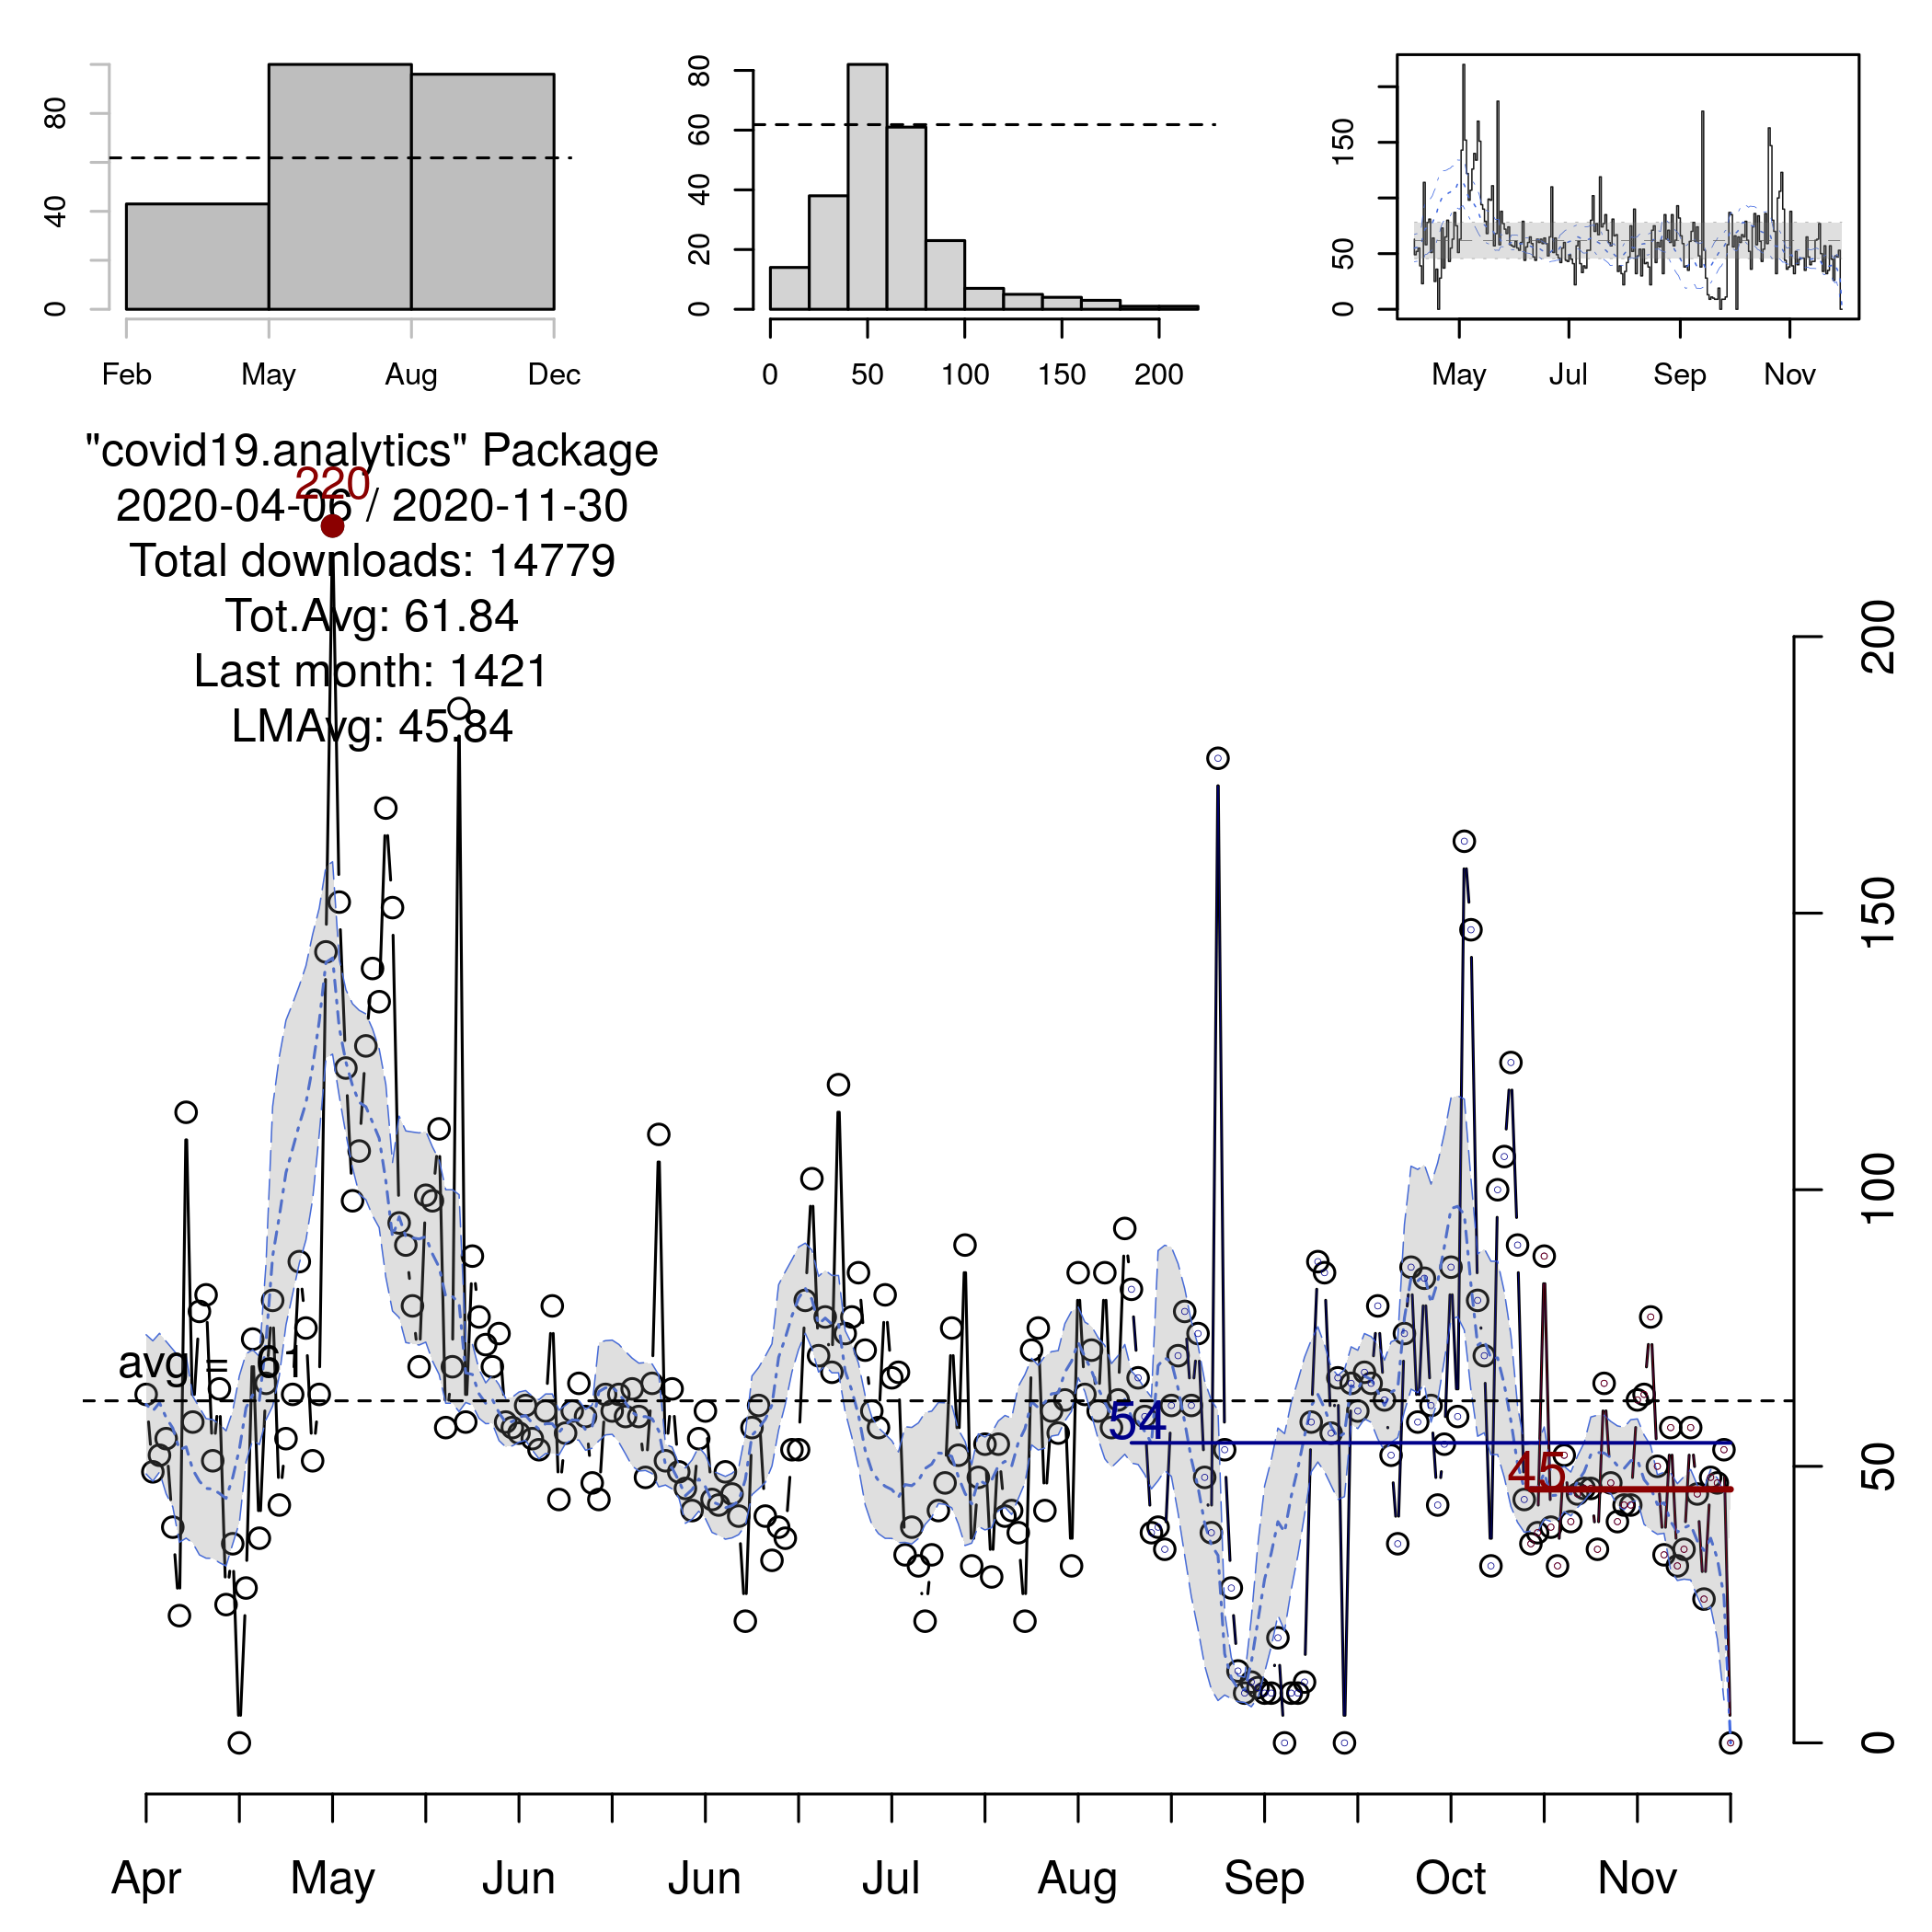 80
40
0
Feb May Aug Dec
80
60
40
20
0
0 50 100 150 200
150
50
0
May Jul Sep Nov
"covid19.analytics" Package
220
2020-04-06 / 2020-11-30
Total downloads: 14779
Tot.Avg: 61.84
Last month: 1421
LMAvg: 45.84
200
150
100
50
0
avg = 61
54
45
Apr May Jun Jun Jul Aug Sep Oct Nov